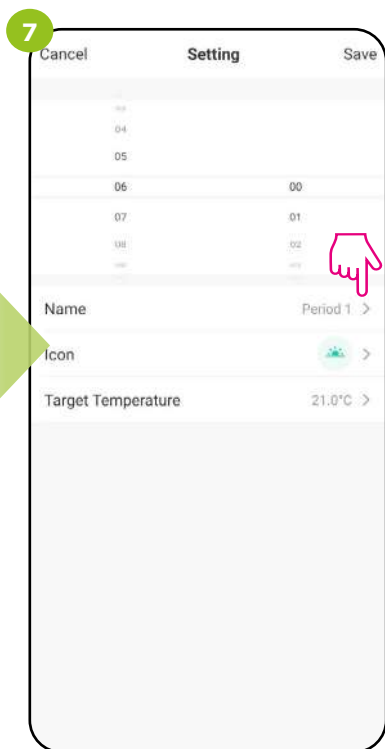 7
Cancel Setting Save
04
05
06 00
07 01
08 02
Name Period 1 >
Icon >
Target Temperature 21.0°C >